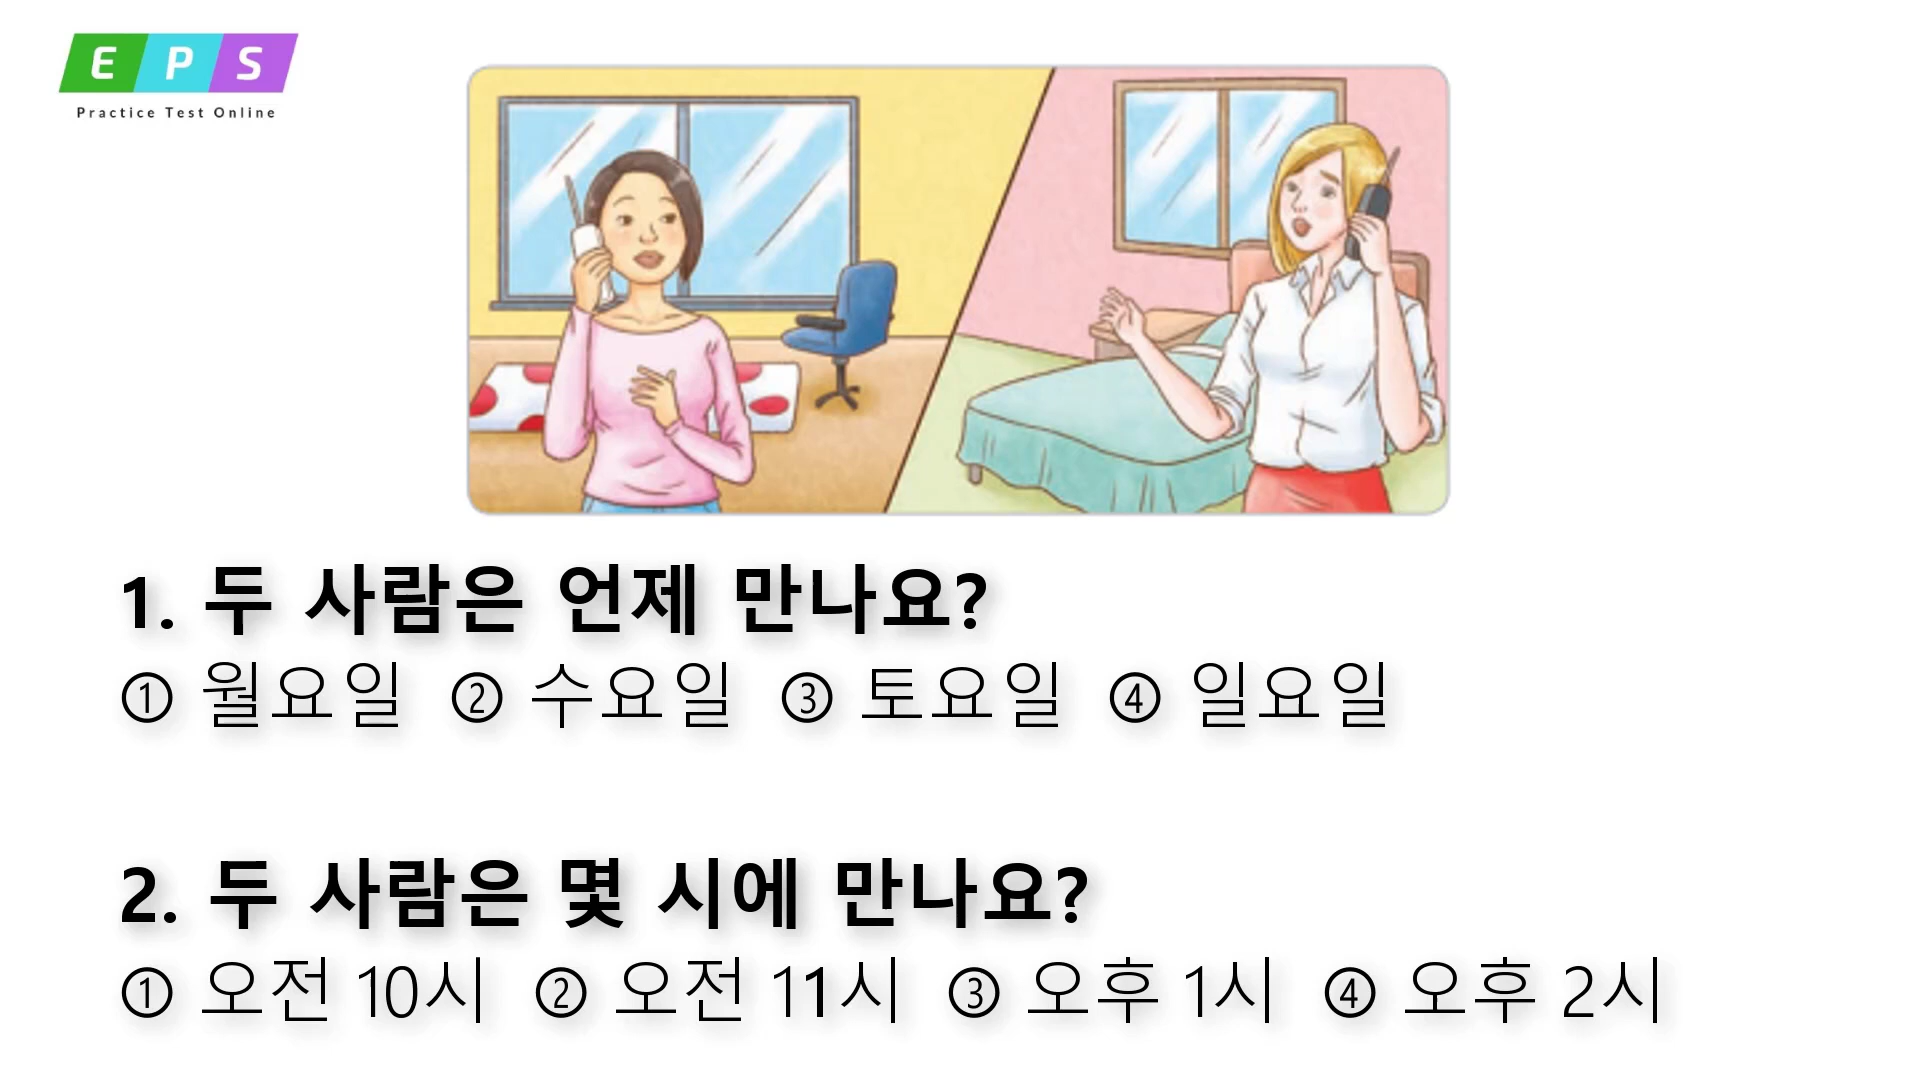 E P S
Practice Test Online
1. 두 사람은 언제 만나요?
① 월요일 ② 수요일 ③ 토요일 ④ 일요일
2. 두 사람은 몇 시에 만나요?
① 오전 10시 ② 오전 11시 ③ 오후 1시 ④ 오후 2시